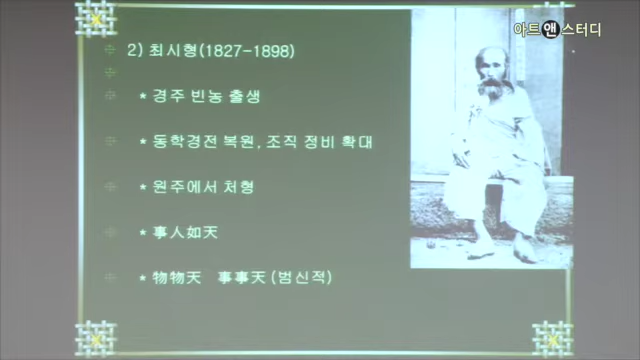 아트앤스터디
2) 최시형(1827-1898)
* 경주 빈농 출생
* 동학경전 복원, 조직 정비 확대
* 원주에서 처형
* 事人如天
* 物物天 事事天 (범신적)